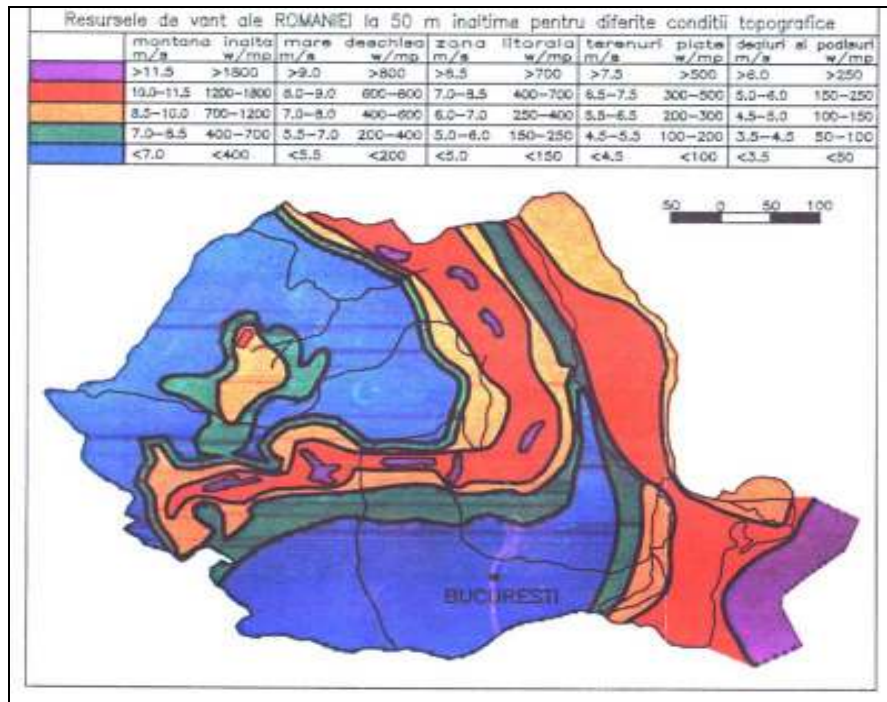 Resursele de vant ale ROMANIEI la 50 m inaltime pentru diferite conditii topografice
montana inalta mare deschisa zona litorala terenuri plate dealuri si podisuri
m/s w/mp m/s w/mp m/s w/mp m/s w/mp m/s w/mp
>11.5 >1800 >9.0 >800 >8.5 >700 >7.5 >500 >6.0 >250
10.0-11.5 1200-1800 8.0-9.0 600-800 7.0-8.5 400-700 6.5-7.5 300-500 5.0-6.0 150-250
8.5-10.0 700-1200 7.0-8.0 400-600 6.0-7.0 250-400 5.5-6.5 200-300 4.5-5.0 100-150
7.0-8.5 400-700 5.5-7.0 200-400 5.0-6.0 150-250 4.5-5.5 100-200 3.5-4.5 50-100
<7.0 <400 <5.5 <200 <5.0 <150 <4.5 <100 <3.5 <50
50 0 50 100
BUCURESTI